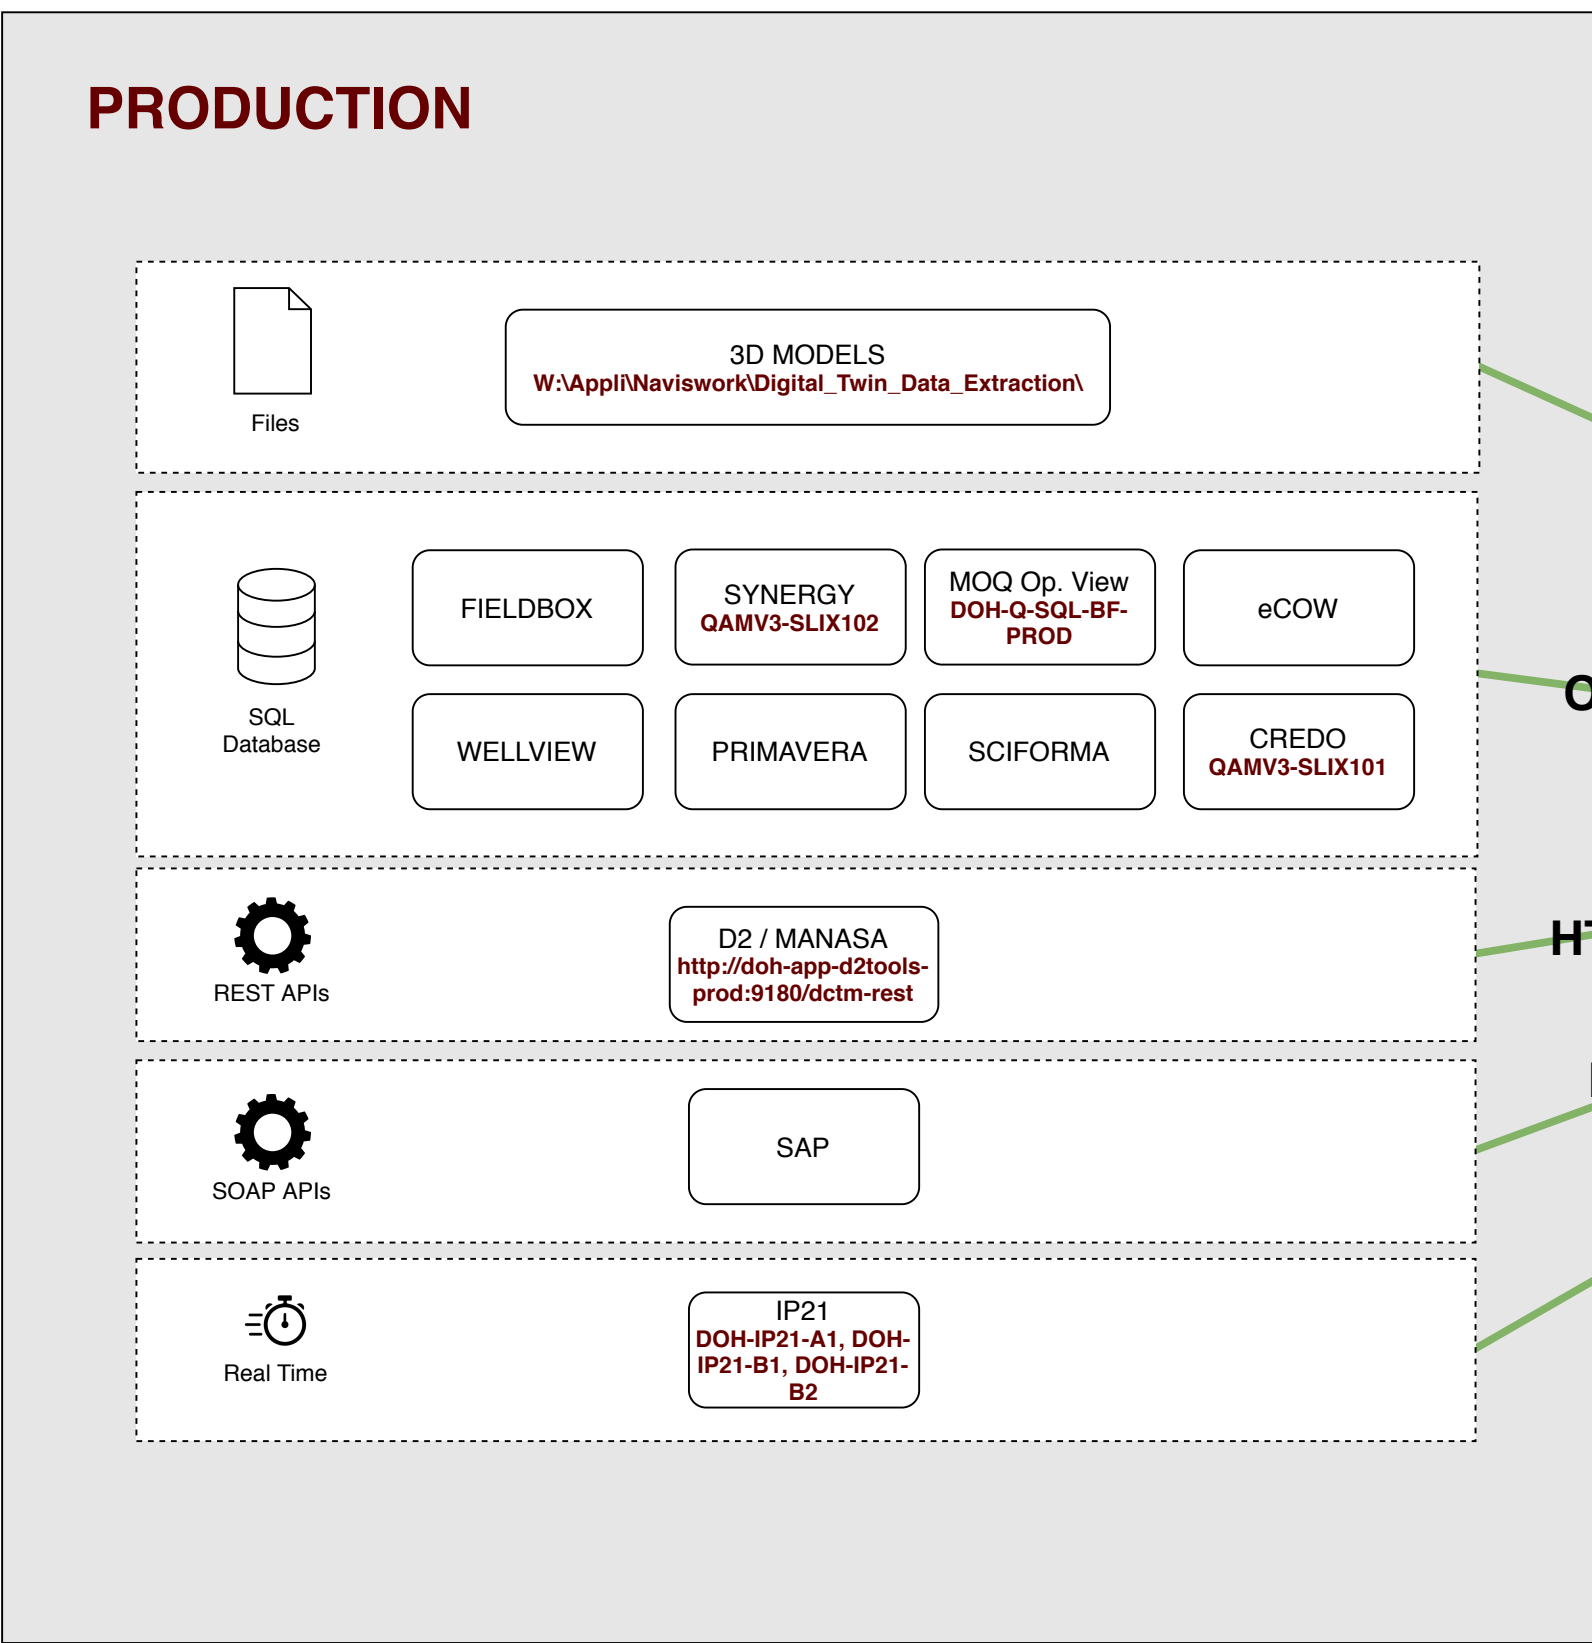 PRODUCTION
3D MODELS
W:\Appli\Naviswork\Digital_Twin_Data_Extraction\
Files
FIELDBOX
SYNERGY
QAMV3-SLIX102
MOQ Op. View
DOH-Q-SQL-BF-
PROD
eCOW
SQL
Database
WELLVIEW
PRIMAVERA
SCIFORMA
CREDO
QAMV3-SLIX101
D2 / MANASA
http://doh-app-d2tools-
prod:9180/dctm-rest
REST APIs
SAP
SOAP APIs
IP21
DOH-IP21-A1, DOH-
IP21-B1, DOH-IP21-
B2
Real Time